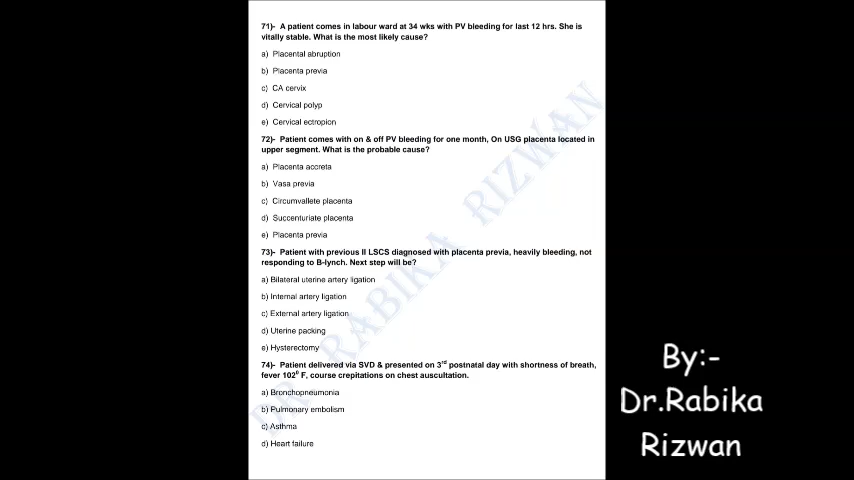 71)- A patient comes in labour ward at 34 wks with PV bleeding for last 12 hrs. She is
vitally stable. What is the most likely cause?
a) Placental abruption
b) Placenta previa
c) CA cervix
d) Cervical polyp
e) Cervical ectropion
72)- Patient comes with on & off PV bleeding for one month, On USG placenta located in
upper segment. What is the probable cause?
a) Placenta accreta
b) Vasa previa
c) Circumvallete placenta
d) Succenturiate placenta
e) Placenta previa
73)- Patient with previous II LSCS diagnosed with placenta previa, heavily bleeding, not
responding to B-lynch. Next step will be?
a) Bilateral uterine artery ligation
b) Internal artery ligation
c) External artery ligation
d) Uterine packing
e) Hysterectomy
74)- Patient delivered via SVD & presented on 3rd postnatal day with shortness of breath,
fever 102⁰ F, course crepitations on chest auscultation.
a) Bronchopneumonia
b) Pulmonary embolism
c) Asthma
d) Heart failure
DR. RABIKA RIZWAN
By:-
Dr.Rabika
Rizwan